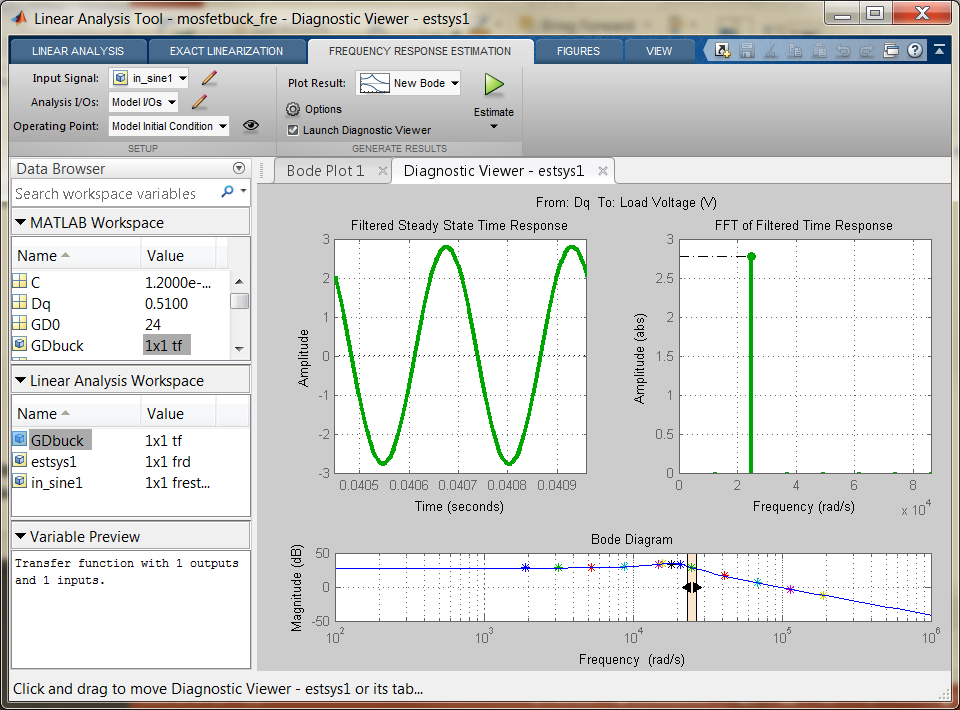 Linear Analysis Tool - mosfetbuck_fre - Diagnostic Viewer - estsys1
LINEAR ANALYSIS EXACT LINEARIZATION FREQUENCY RESPONSE ESTIMATION FIGURES VIEW
Input Signal: in_sine1
Analysis I/Os: Model I/Os
Operating Point: Model Initial Condition
SETUP
Plot Result: New Bode
Options
Launch Diagnostic Viewer
Estimate
GENERATE RESULTS
Data Browser
Search workspace variables
MATLAB Workspace
Name Value
C 1.2000e-...
Dq 0.5100
GD0 24
GDbuck 1x1 tf
Linear Analysis Workspace
Name Value
GDbuck 1x1 tf
estsys1 1x1 frd
in_sine1 1x1 frest...
Variable Preview
Transfer function with 1 outputs
and 1 inputs.
Bode Plot 1 Diagnostic Viewer - estsys1
From: Dq To: Load Voltage (V)
Filtered Steady State Time Response
3
2
1
0
-1
-2
-3
Amplitude
0.0405 0.0406 0.0407 0.0408 0.0409
Time (seconds)
FFT of Filtered Time Response
3
2.5
2
1.5
1
0.5
0
Amplitude (abs)
0 2 4 6 8
x 10^4
Frequency (rad/s)
Bode Diagram
50
0
-50
Magnitude (dB)
10^2 10^3 10^4 10^5 10^6
Frequency (rad/s)
Click and drag to move Diagnostic Viewer - estsys1 or its tab...